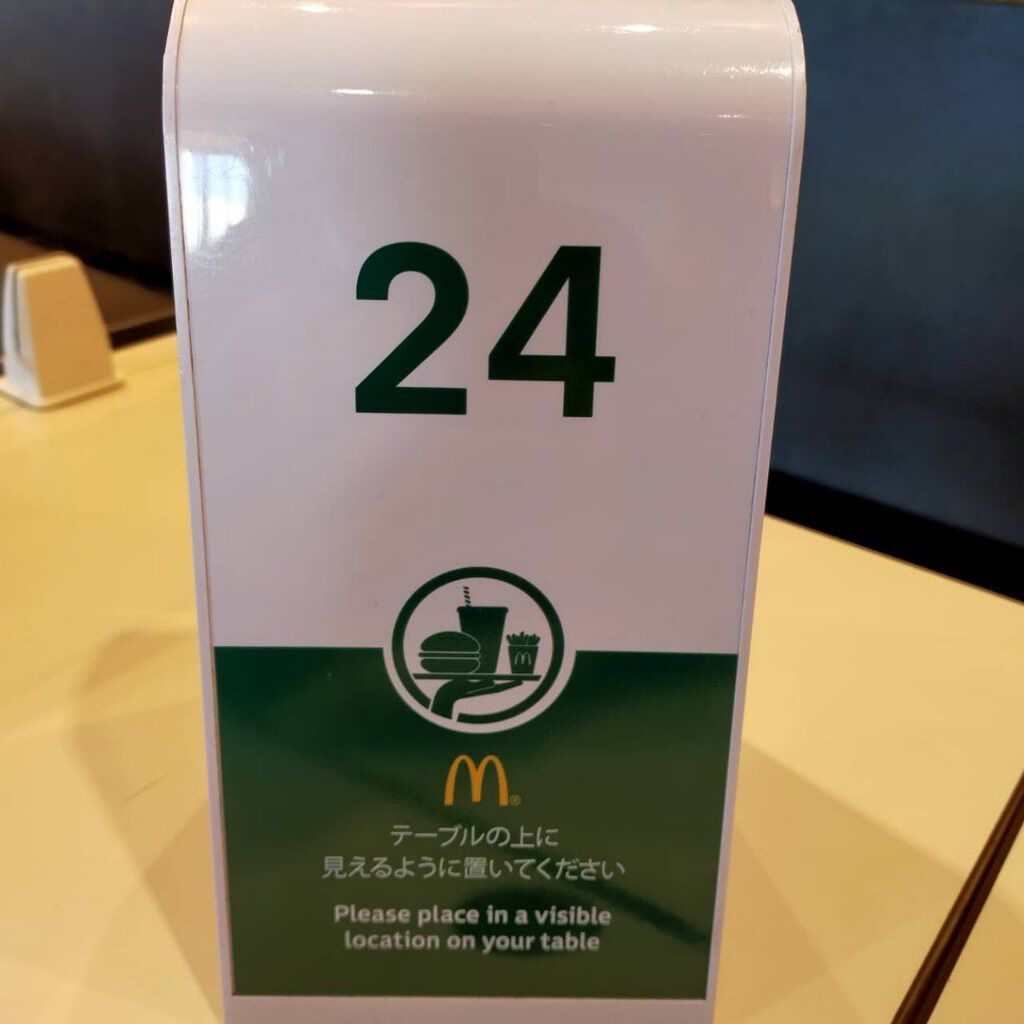 24
テーブルの上に
見えるように置いてください
Please place in a visible
location on your table